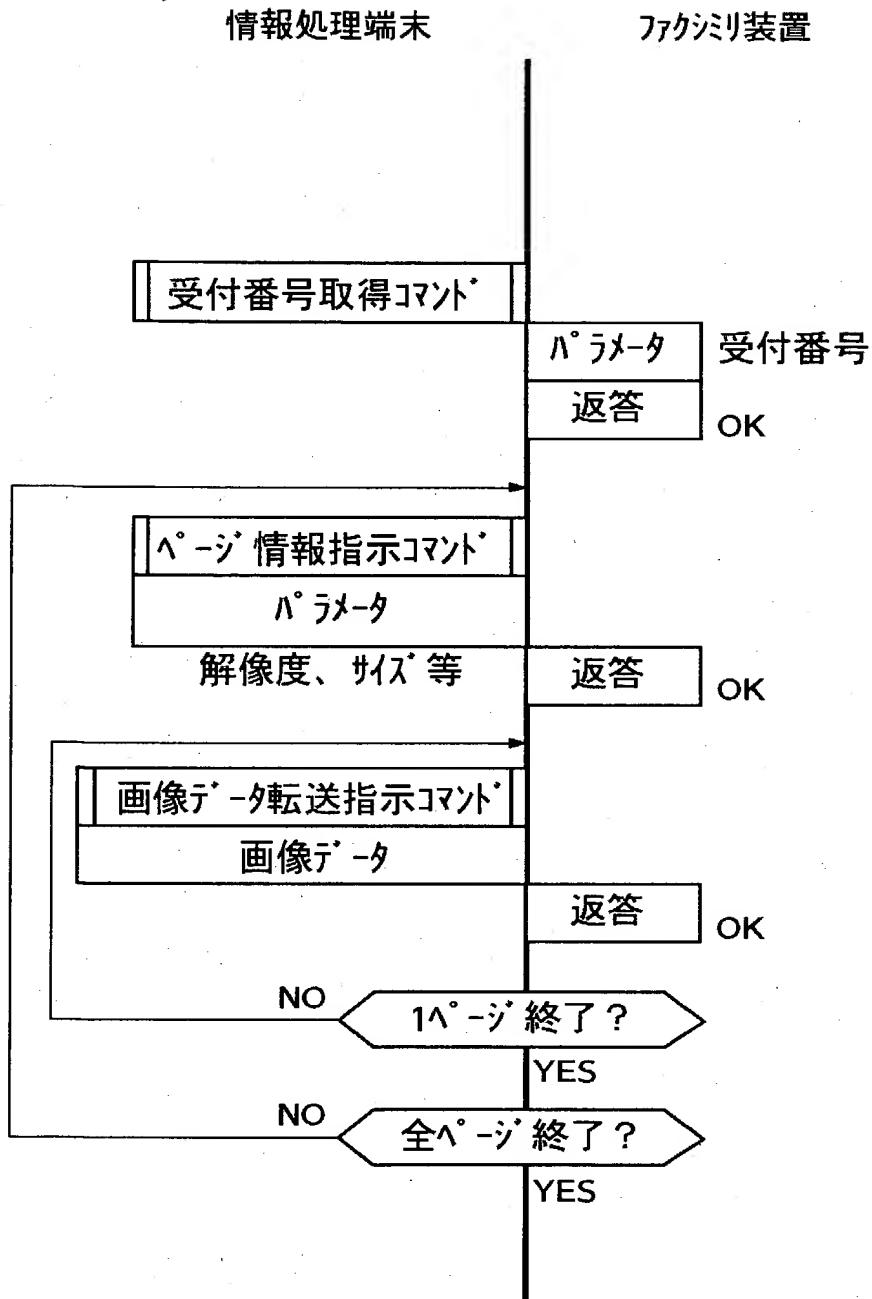 情報処理端末 ファクシミリ装置
受付番号取得コマンド
パラメータ 受付番号
返答 OK
ページ情報指示コマンド
パラメータ
解像度、サイズ等 返答 OK
画像データ転送指示コマンド
画像データ
返答 OK
NO 1ページ終了?
YES
NO 全ページ終了?
YES